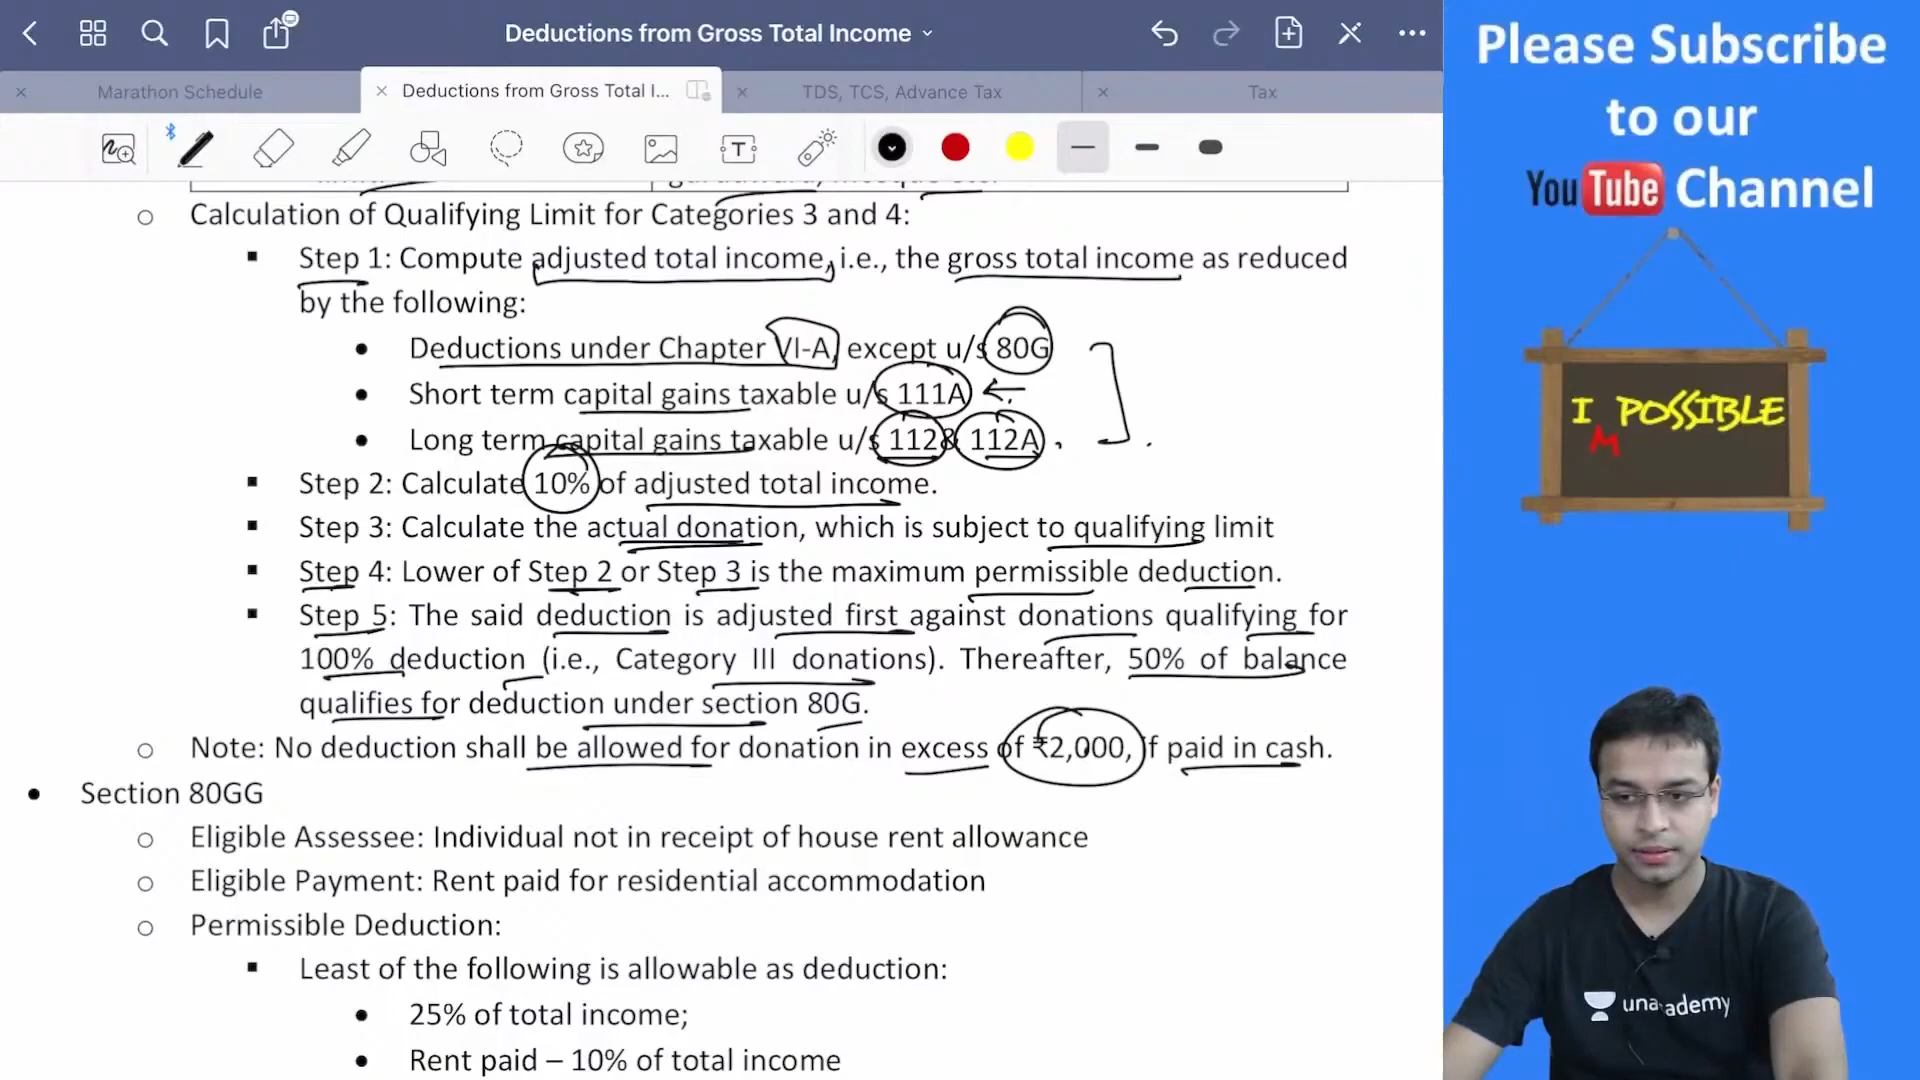 Deductions from Gross Total Income
Marathon Schedule
Deductions from Gross Total I...
TDS, TCS, Advance Tax
Tax
Calculation of Qualifying Limit for Categories 3 and 4:
Step 1: Compute adjusted total income, i.e., the gross total income as reduced
by the following:
Deductions under Chapter VI-A, except u/s 80G
Short term capital gains taxable u/s 111A
Long term capital gains taxable u/s 112& 112A
Step 2: Calculate 10% of adjusted total income.
Step 3: Calculate the actual donation, which is subject to qualifying limit
Step 4: Lower of Step 2 or Step 3 is the maximum permissible deduction.
Step 5: The said deduction is adjusted first against donations qualifying for
100% deduction (i.e., Category III donations). Thereafter, 50% of balance
qualifies for deduction under section 80G.
Note: No deduction shall be allowed for donation in excess of ₹2,000, if paid in cash.
Section 80GG
Eligible Assessee: Individual not in receipt of house rent allowance
Eligible Payment: Rent paid for residential accommodation
Permissible Deduction:
Least of the following is allowable as deduction:
25% of total income;
Rent paid – 10% of total income
Please Subscribe
to our
YouTube Channel
I POSSIBLE
M
unacademy